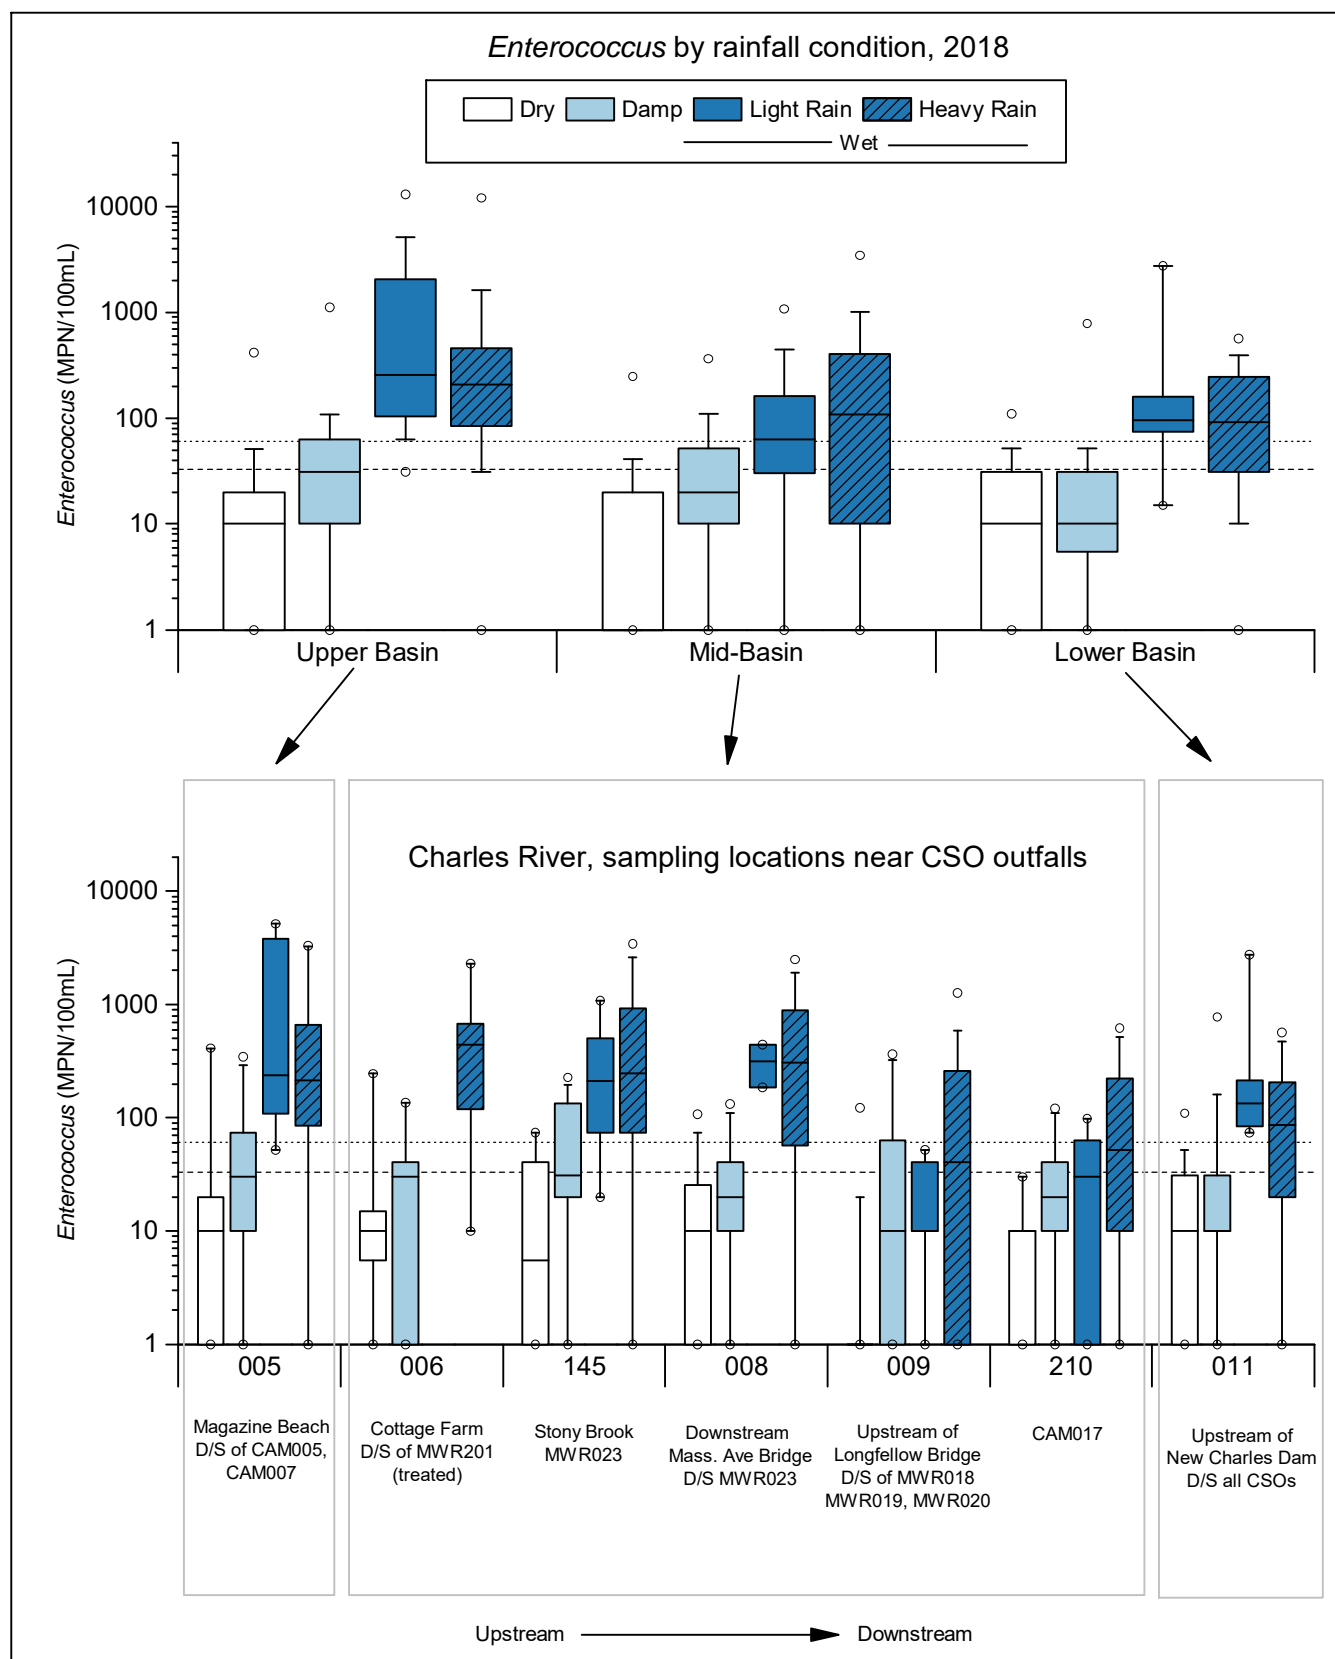 Enterococcus by rainfall condition, 2018
Dry Damp Light Rain Heavy Rain
Wet
Enterococcus (MPN/100mL)
10000
1000
100
10
1
Upper Basin Mid-Basin Lower Basin
Charles River, sampling locations near CSO outfalls
Enterococcus (MPN/100mL)
10000
1000
100
10
1
005 006 145 008 009 210 011
Magazine Beach
D/S of CAM005,
CAM007
Cottage Farm
D/S of MWR201
(treated)
Stony Brook
MWR023
Downstream
Mass. Ave Bridge
D/S MWR023
Upstream of
Longfellow Bridge
D/S of MWR018
MWR019, MWR020
CAM017
Upstream of
New Charles Dam
D/S all CSOs
Upstream Downstream